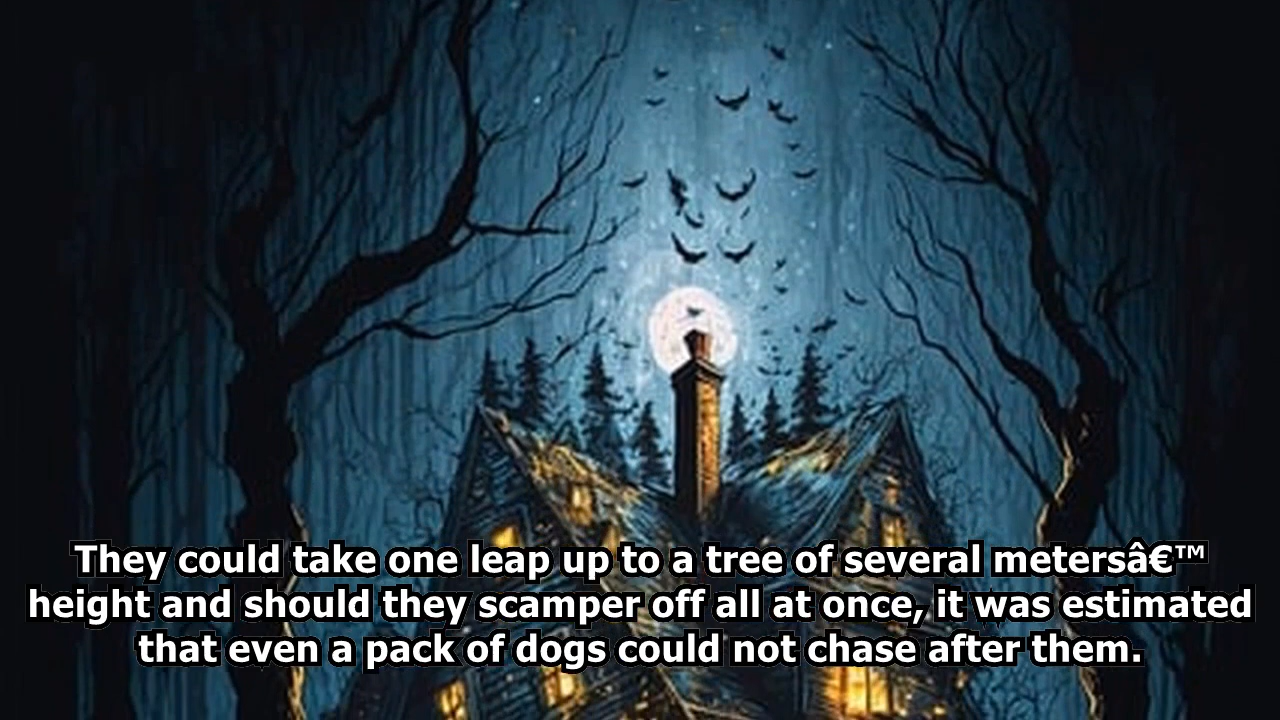 They could take one leap up to a tree of several metersâ€™
height and should they scamper off all at once, it was estimated
that even a pack of dogs could not chase after them.